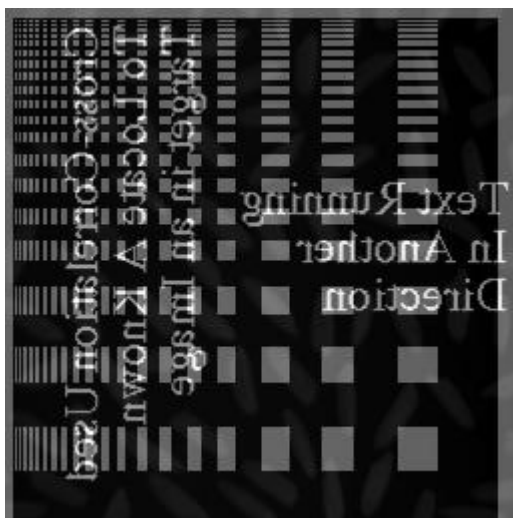 Cross-Correlation Used
To Locate A Known
Target in an Image
Text Running
In Another
Direction